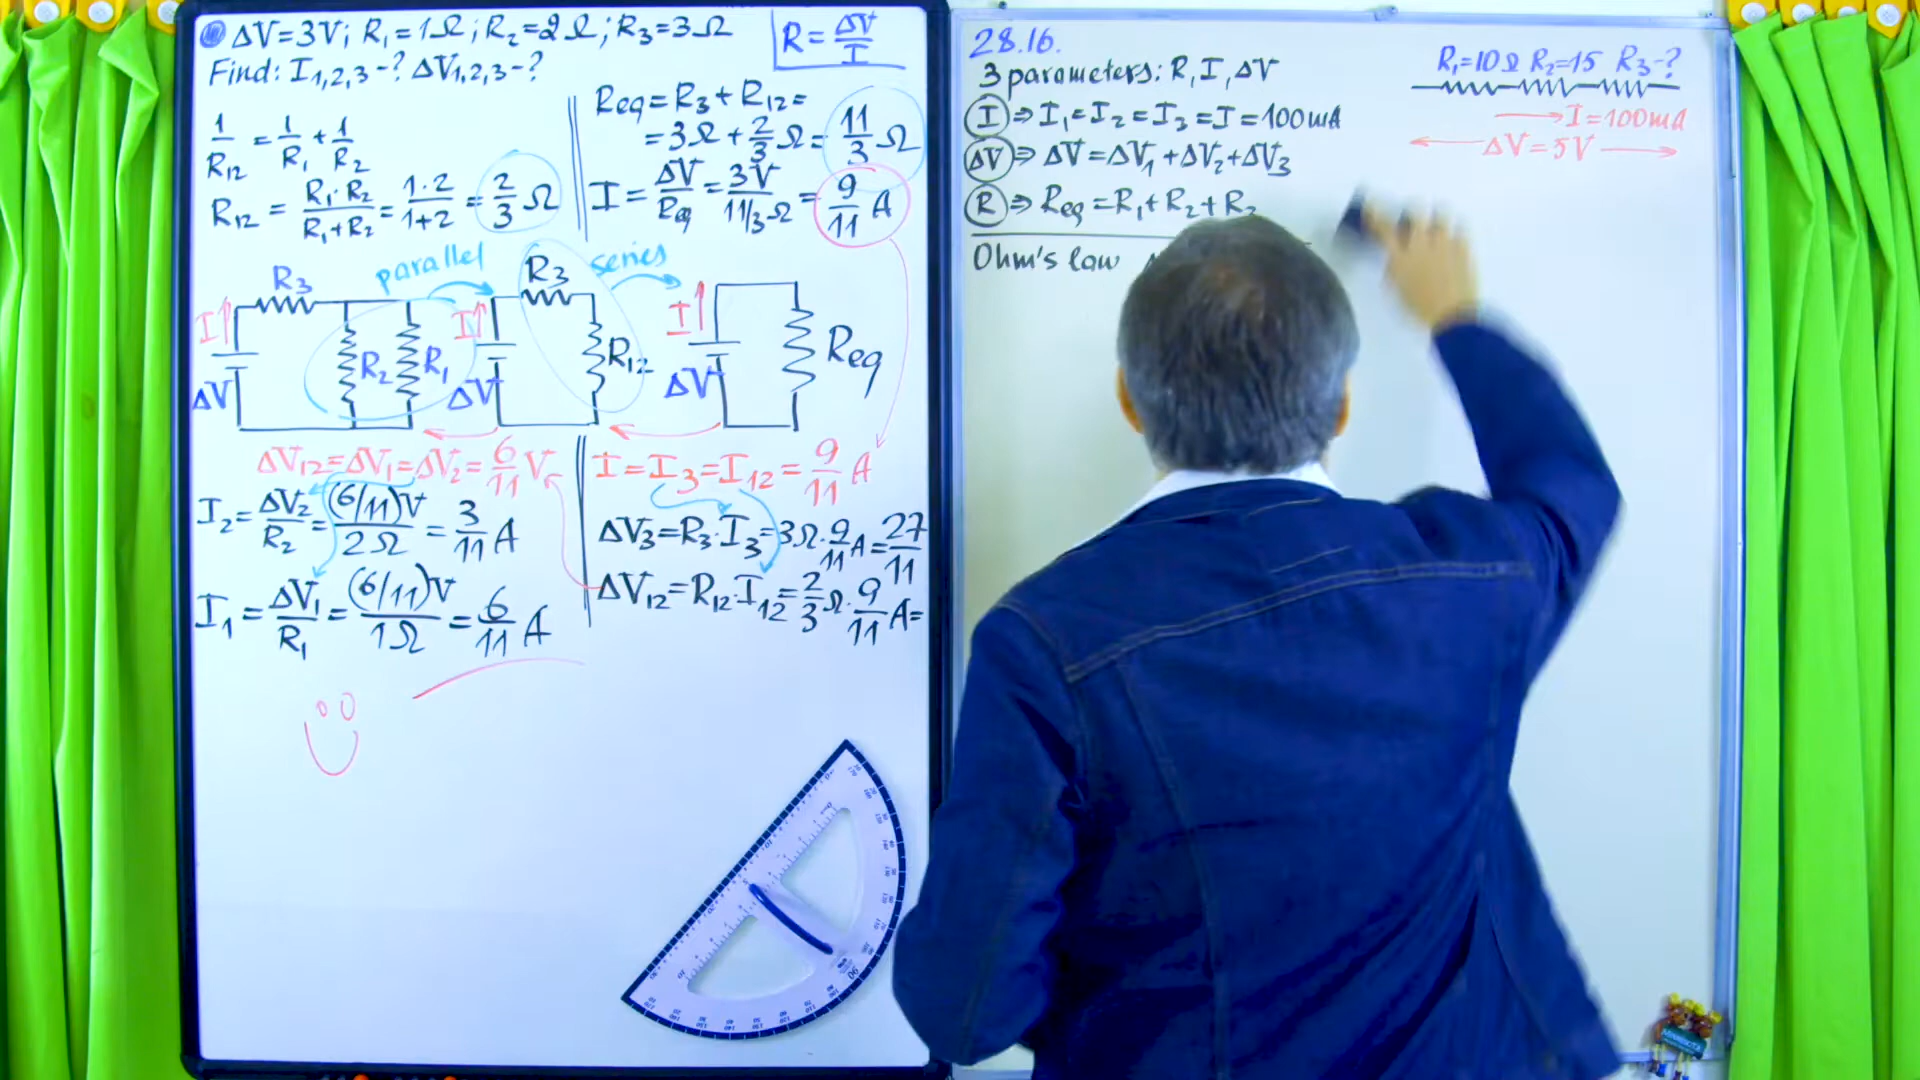 ΔV=3V; R₁=1Ω; R₂=2Ω; R₃=3Ω
R = ΔV/I
Find: I₁,₂,₃-? ΔV₁,₂,₃-?
1/R₁₂ = 1/R₁ + 1/R₂
R₁₂ = R₁·R₂/R₁+R₂ = 1·2/1+2 = 2/3 Ω
Req = R₃ + R₁₂ =
= 3Ω + 2/3 Ω = 11/3 Ω
I = ΔV/Req = 3V/11/3 Ω = 9/11 A
parallel
series
R₃
I
ΔV
R₂
R₁
R₃
I
ΔV
R₁₂
I
ΔV
Req
ΔV₁₂=ΔV₁=ΔV₂= 6/11 V
I₂ = ΔV₂/R₂ = (6/11)V/2Ω = 3/11 A
I₁ = ΔV₁/R₁ = (6/11)V/1Ω = 6/11 A
I=I₃=I₁₂= 9/11 A
ΔV₃=R₃·I₃=3Ω· 9/11 A= 27/11
ΔV₁₂=R₁₂·I₁₂= 2/3 Ω· 9/11 A=
28.16.
3 parameters: R, I, ΔV
I ⇒ I₁=I₂=I₃=I=100mA
ΔV ⇒ ΔV=ΔV₁+ΔV₂+ΔV₃
R ⇒ Req=R₁+R₂+R₃
Ohm's law
R₁=10Ω R₂=15 R₃-?
I=100mA
ΔV=5V